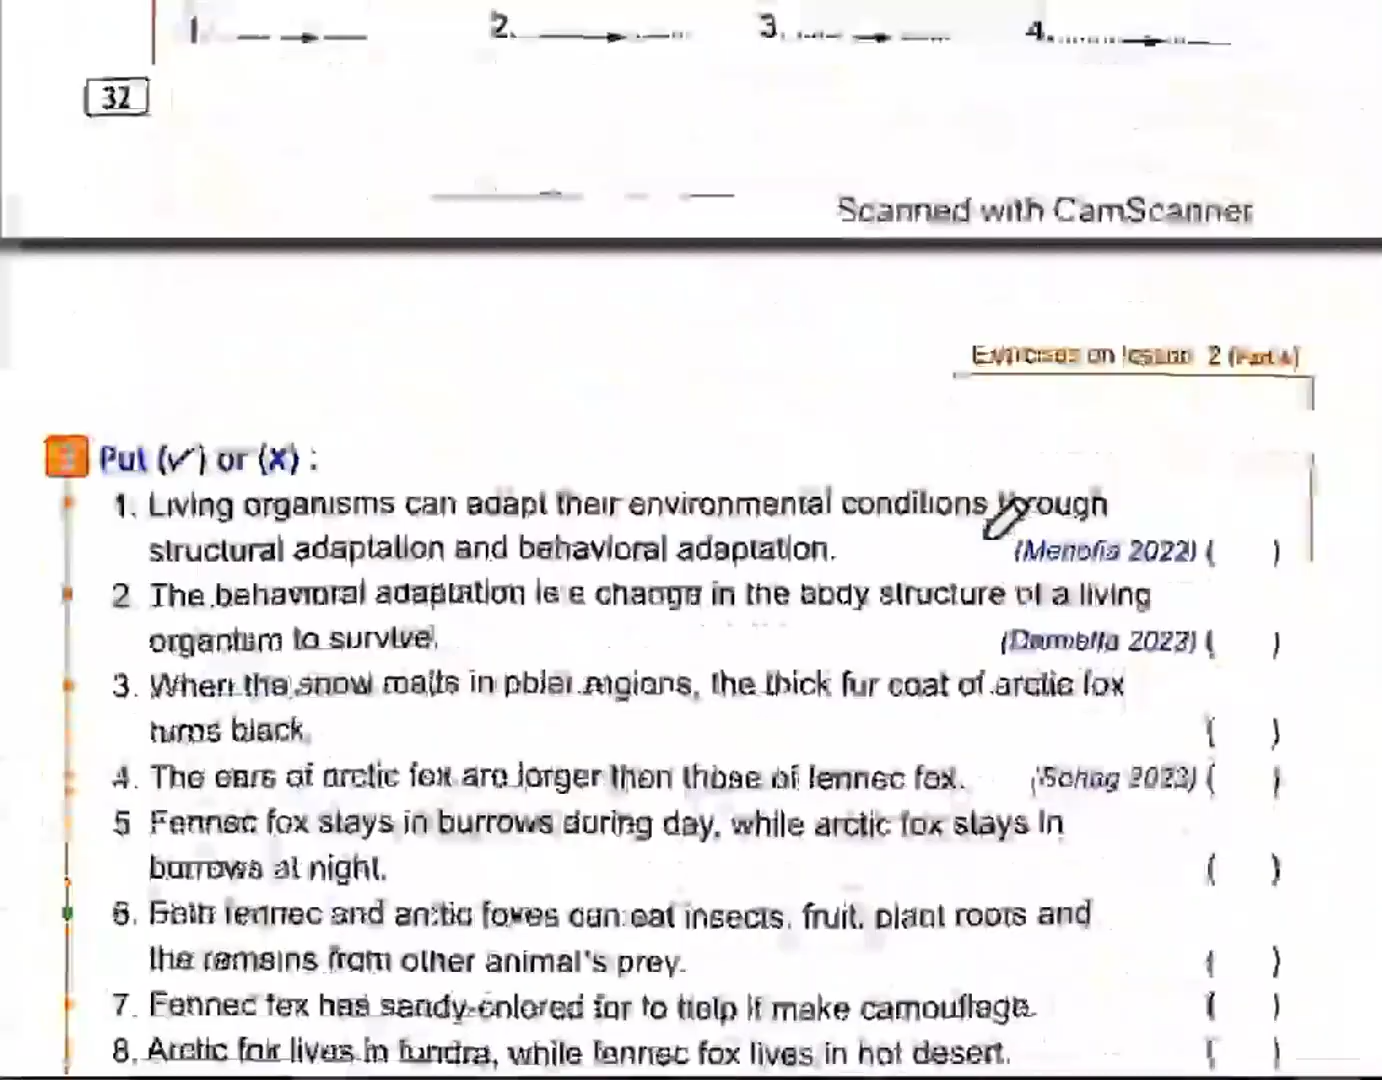 1. 2. 3. 4.
32
Scanned with CamScanner
Exercises on lesson 2 (Part A)
Put (✓) or (X) :
1. Living organisms can adapt their environmental conditions through
structural adaptation and behavioral adaptation. (Menofia 2022) ( )
2 The behavioral adaptation is a change in the body structure of a living
organism to survive. (Damietta 2023) ( )
3. When the snow melts in polar regions, the thick fur coat of arctic fox
turns black. ( )
4. The ears of arctic fox are larger than those of fennec fox. (Sohag 2023) ( )
5 Fennec fox stays in burrows during day, while arctic fox stays in
burrows at night. ( )
6. Both fennec and arctic foxes can eat insects, fruit, plant roots and
the remains from other animal's prey. ( )
7. Fennec fox has sandy-colored fur to help it make camouflage. ( )
8. Arctic fox lives in tundra, while fennec fox lives in hot desert. ( )